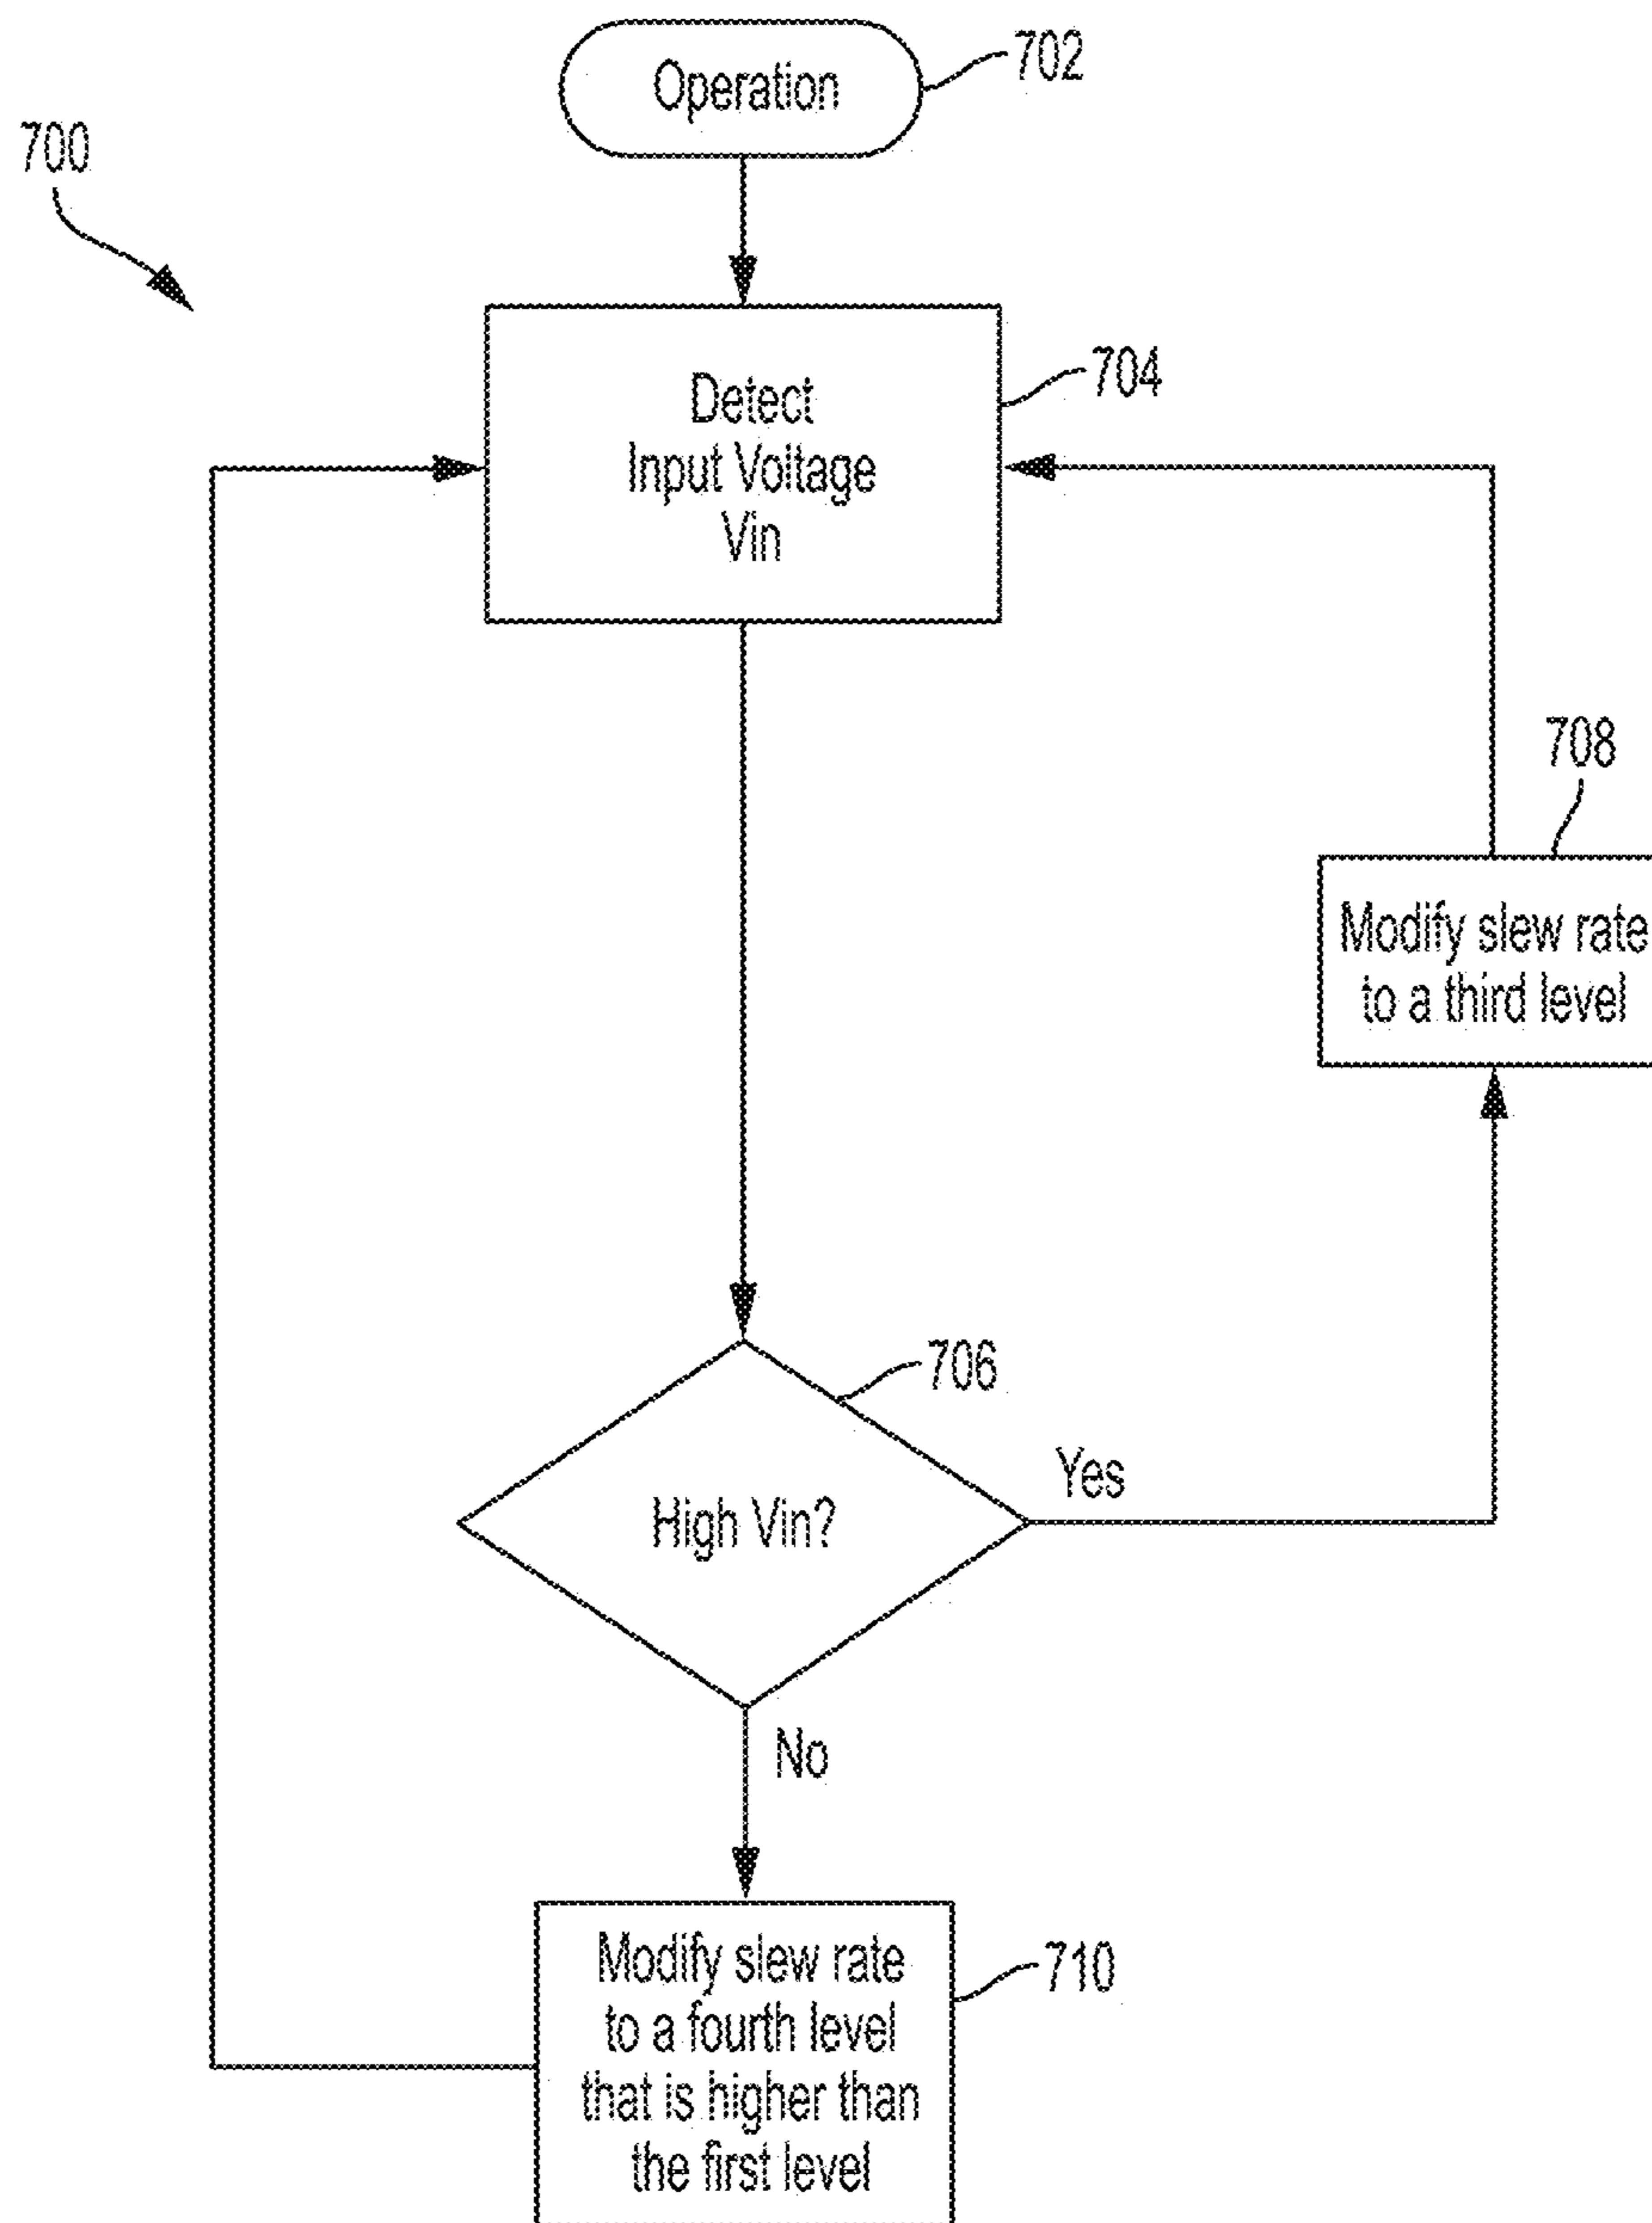 Operation
702
700
Detect
Input Voltage
Vin
704
708
Modify slew rate
to a third level
706
High Vin?
Yes
No
Modify slew rate
to a fourth level
that is higher than
the first level
710